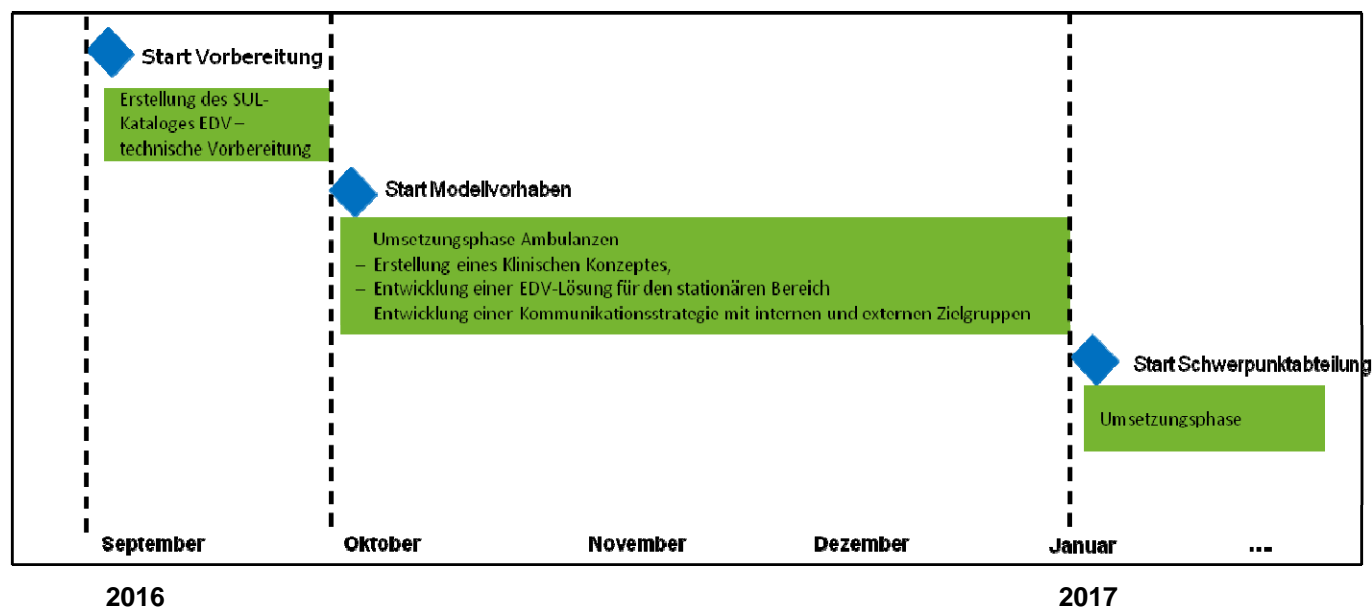 Start Vorbereitung
Erstellung des SUL-
Kataloges EDV –
technische Vorbereitung
Start Modellvorhaben
Umsetzungsphase Ambulanzen
– Erstellung eines Klinischen Konzeptes,
– Entwicklung einer EDV-Lösung für den stationären Bereich
Entwicklung einer Kommunikationsstrategie mit internen und externen Zielgruppen
Start Schwerpunktabteilung
Umsetzungsphase
September Oktober November Dezember Januar ....
2016 2017